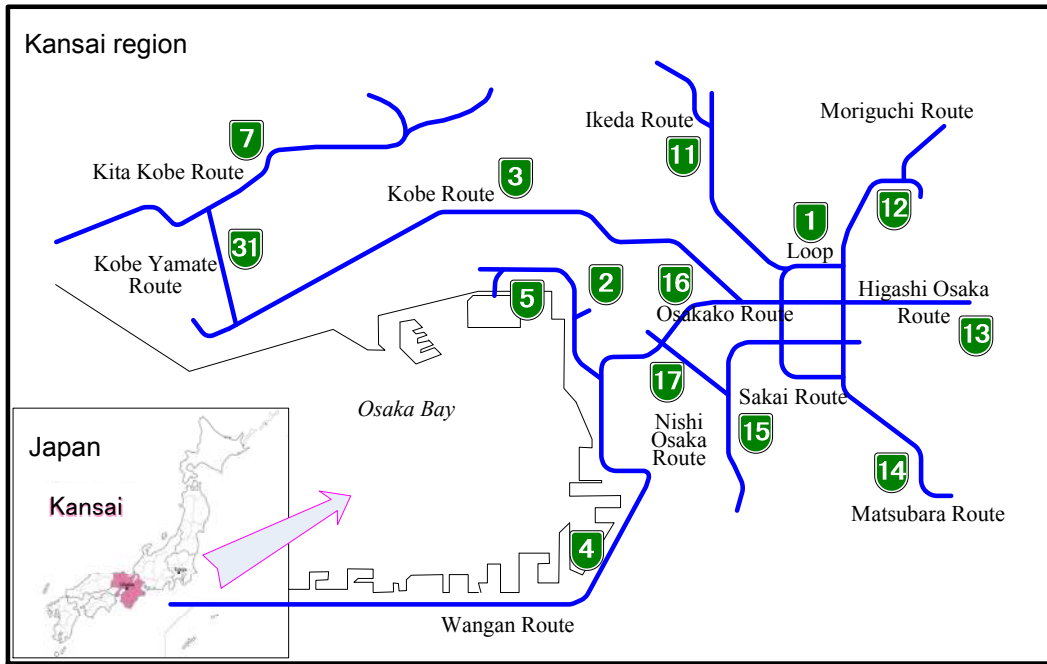 Kansai region
7
Kita Kobe Route
31
Kobe Yamate
Route
3
Kobe Route
Ikeda Route
11
Moriguchi Route
12
1
Loop
5
2
16
Osakako Route
Higashi Osaka
Route
13
17
Nishi
Osaka
Route
Sakai Route
15
14
Matsubara Route
Osaka Bay
4
Wangan Route
Japan
Kansai